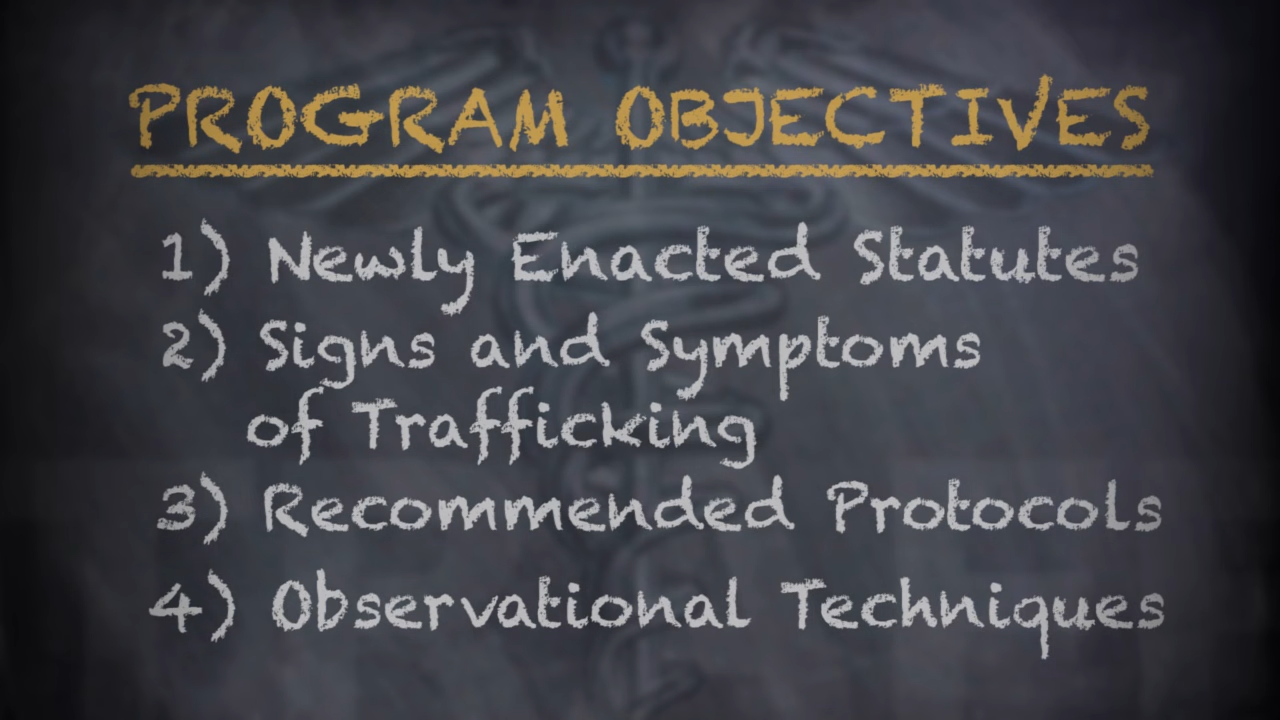 PROGRAM OBJECTIVES
1) Newly Enacted Statutes
2) Signs and Symptoms
of Trafficking
3) Recommended Protocols
4) Observational Techniques